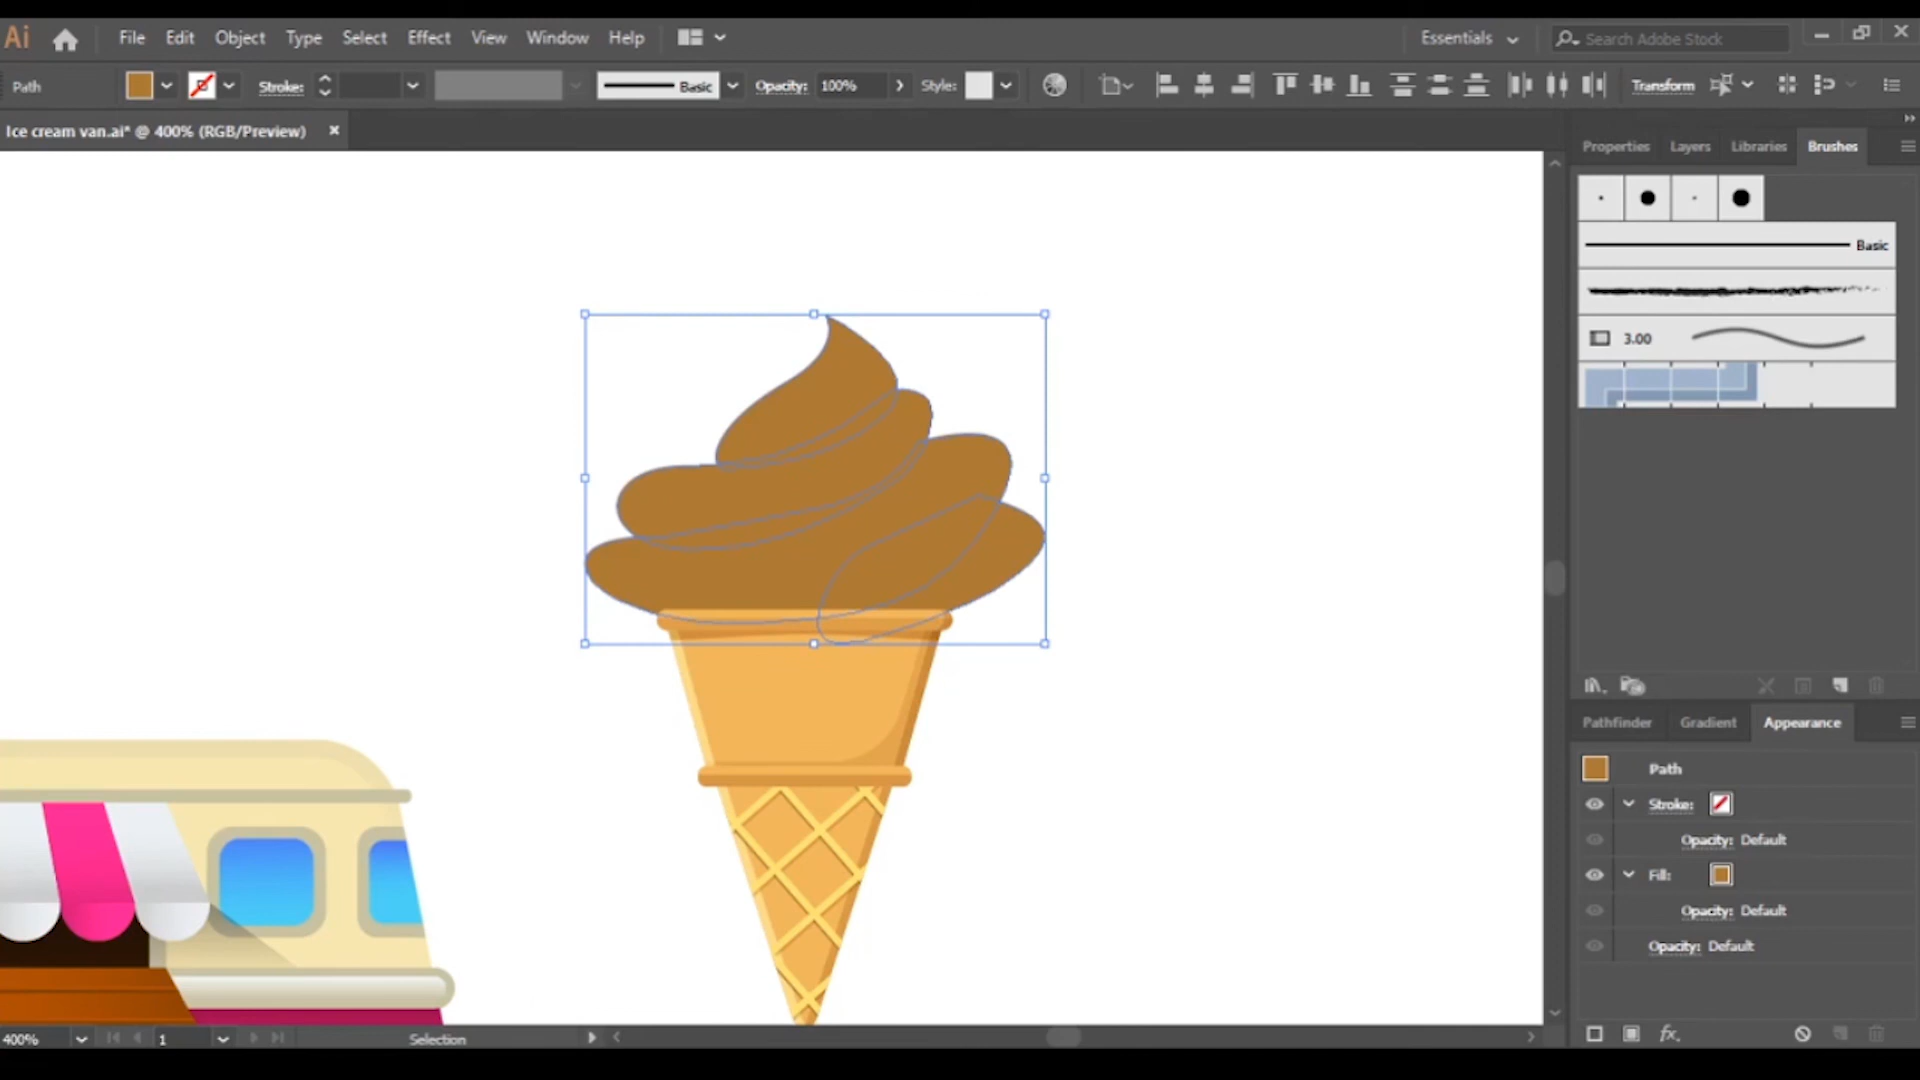 Ai File Edit Object Type Select Effect View Window Help Essentials Search Adobe Stock
Path Stroke: Basic Opacity: 100% Style: Transform
Ice cream van.ai* @ 400% (RGB/Preview) ×
Properties Layers Libraries Brushes
Basic
3.00
Pathfinder Gradient Appearance
Path
Stroke:
Opacity: Default
Fill:
Opacity: Default
Opacity: Default
fx.
400% 1 Selection